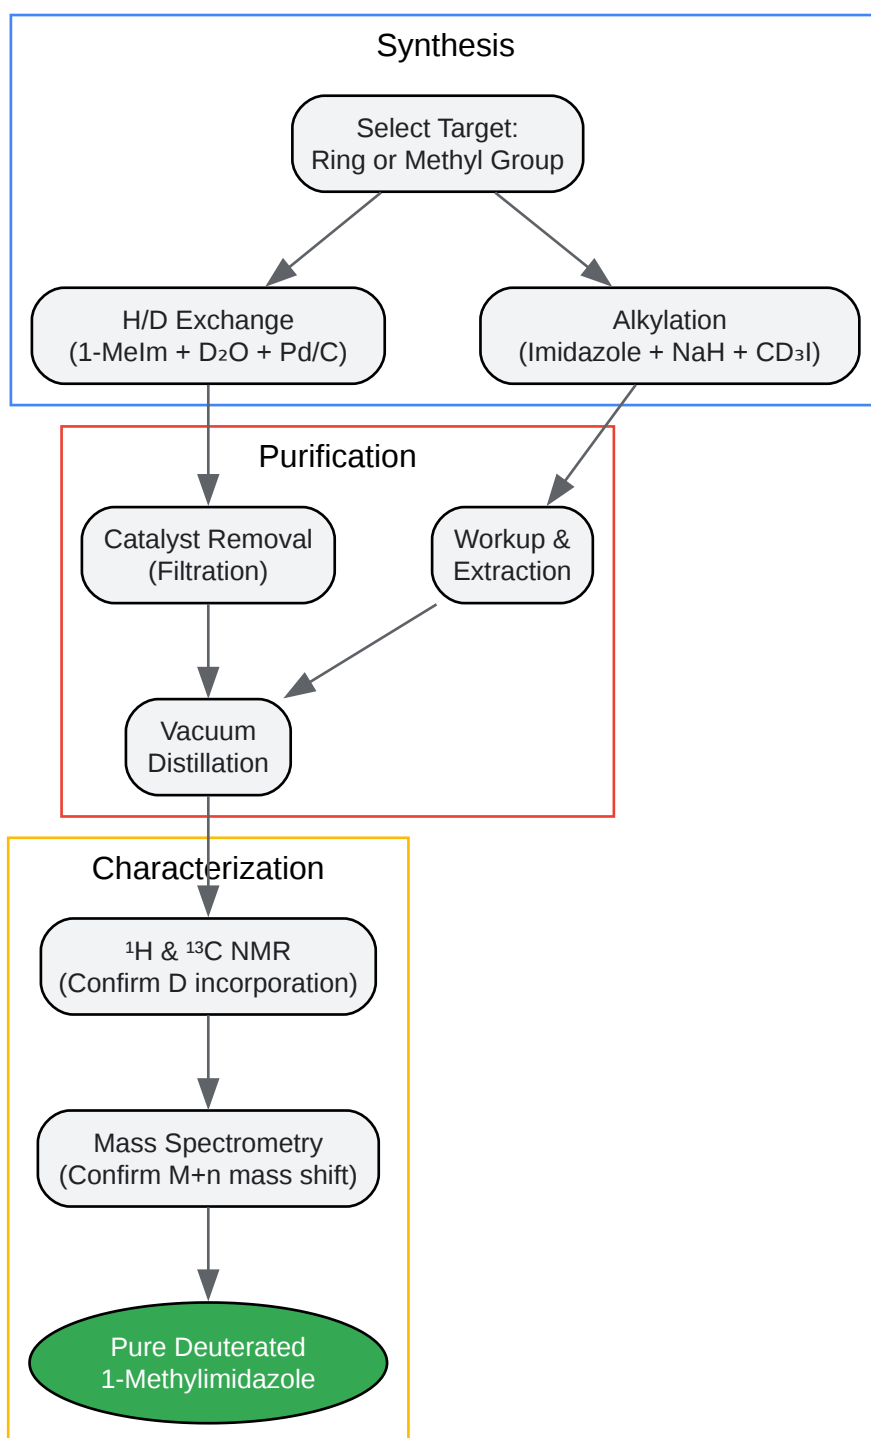 Synthesis
Select Target:
Ring or Methyl Group
H/D Exchange
(1-MeIm + D₂O + Pd/C)
Alkylation
(Imidazole + NaH + CD₃I)
Purification
Catalyst Removal
(Filtration)
Workup &
Extraction
Vacuum
Distillation
Characterization
¹H & ¹³C NMR
(Confirm D incorporation)
Mass Spectrometry
(Confirm M+n mass shift)
Pure Deuterated
1-Methylimidazole